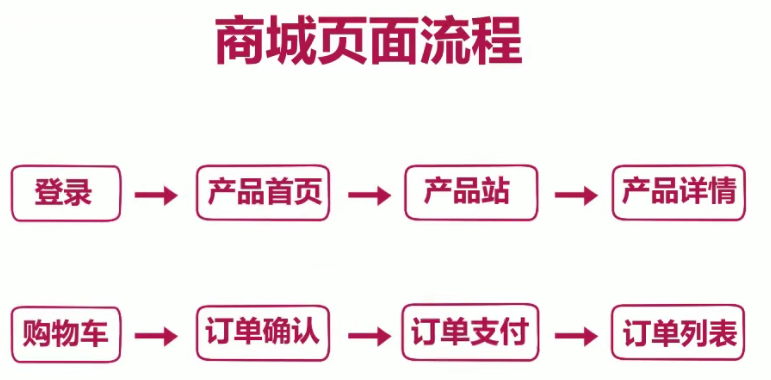 商城页面流程
登录 → 产品首页 → 产品站 → 产品详情
购物车 → 订单确认 → 订单支付 → 订单列表